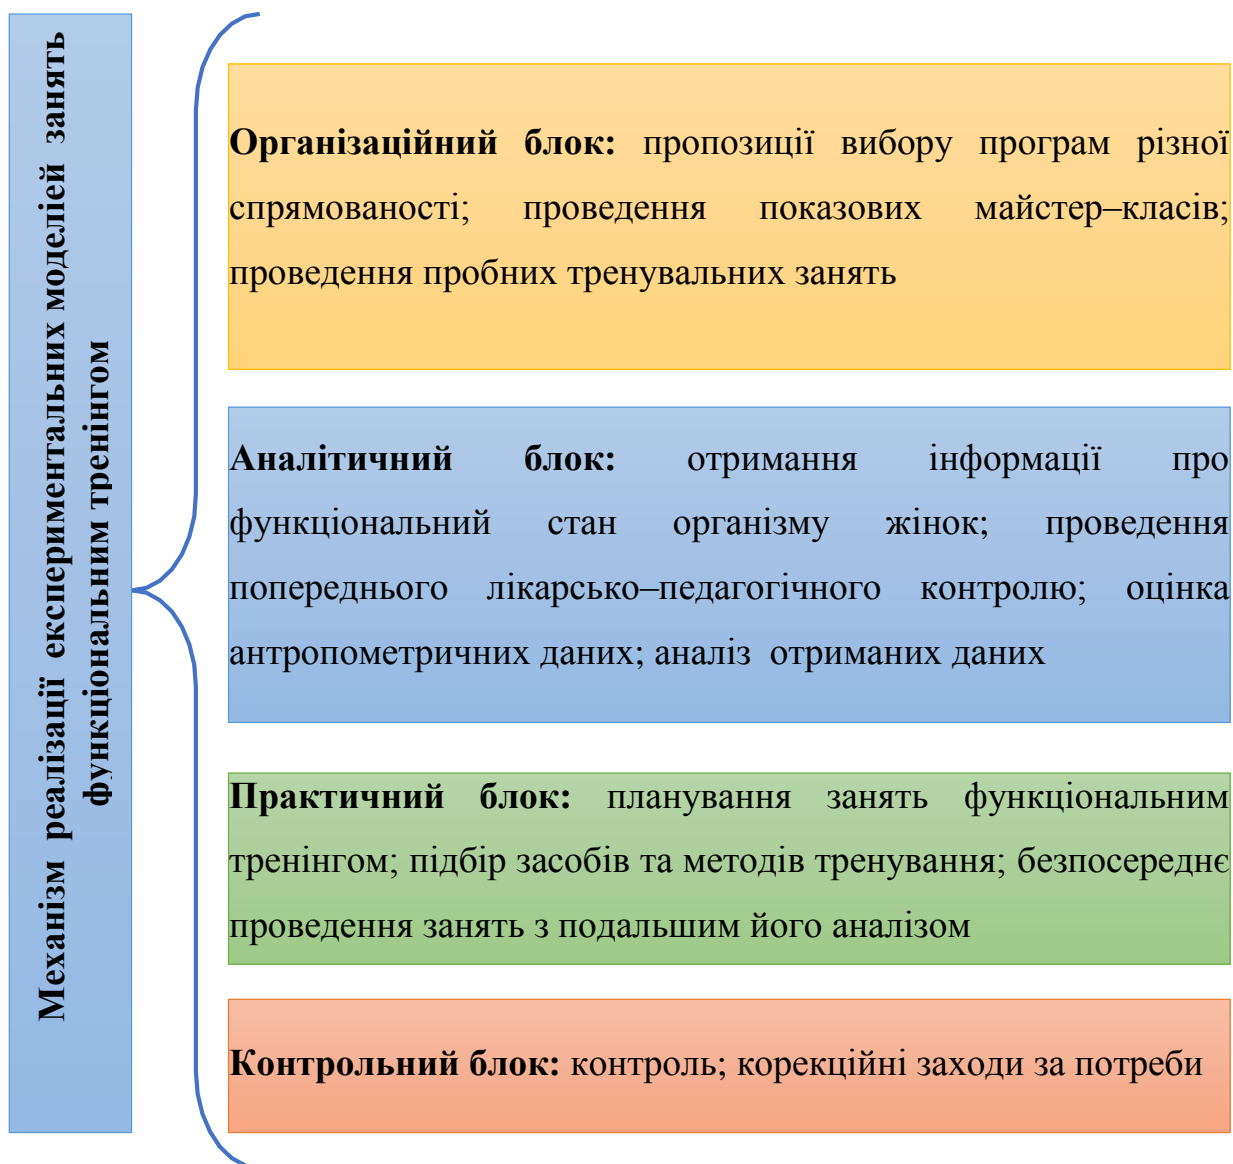 Механізм реалізації експериментальних моделіей занять
функціональним тренінгом
Організаційний блок: пропозиції вибору програм різної
спрямованості; проведення показових майстер–класів;
проведення пробних тренувальних занять
Аналітичний блок: отримання інформації про
функціональний стан організму жінок; проведення
попереднього лікарсько–педагогічного контролю; оцінка
антропометричних даних; аналіз отриманих даних
Практичний блок: планування занять функціональним
тренінгом; підбір засобів та методів тренування; безпосереднє
проведення занять з подальшим його аналізом
Контрольний блок: контроль; корекційні заходи за потреби